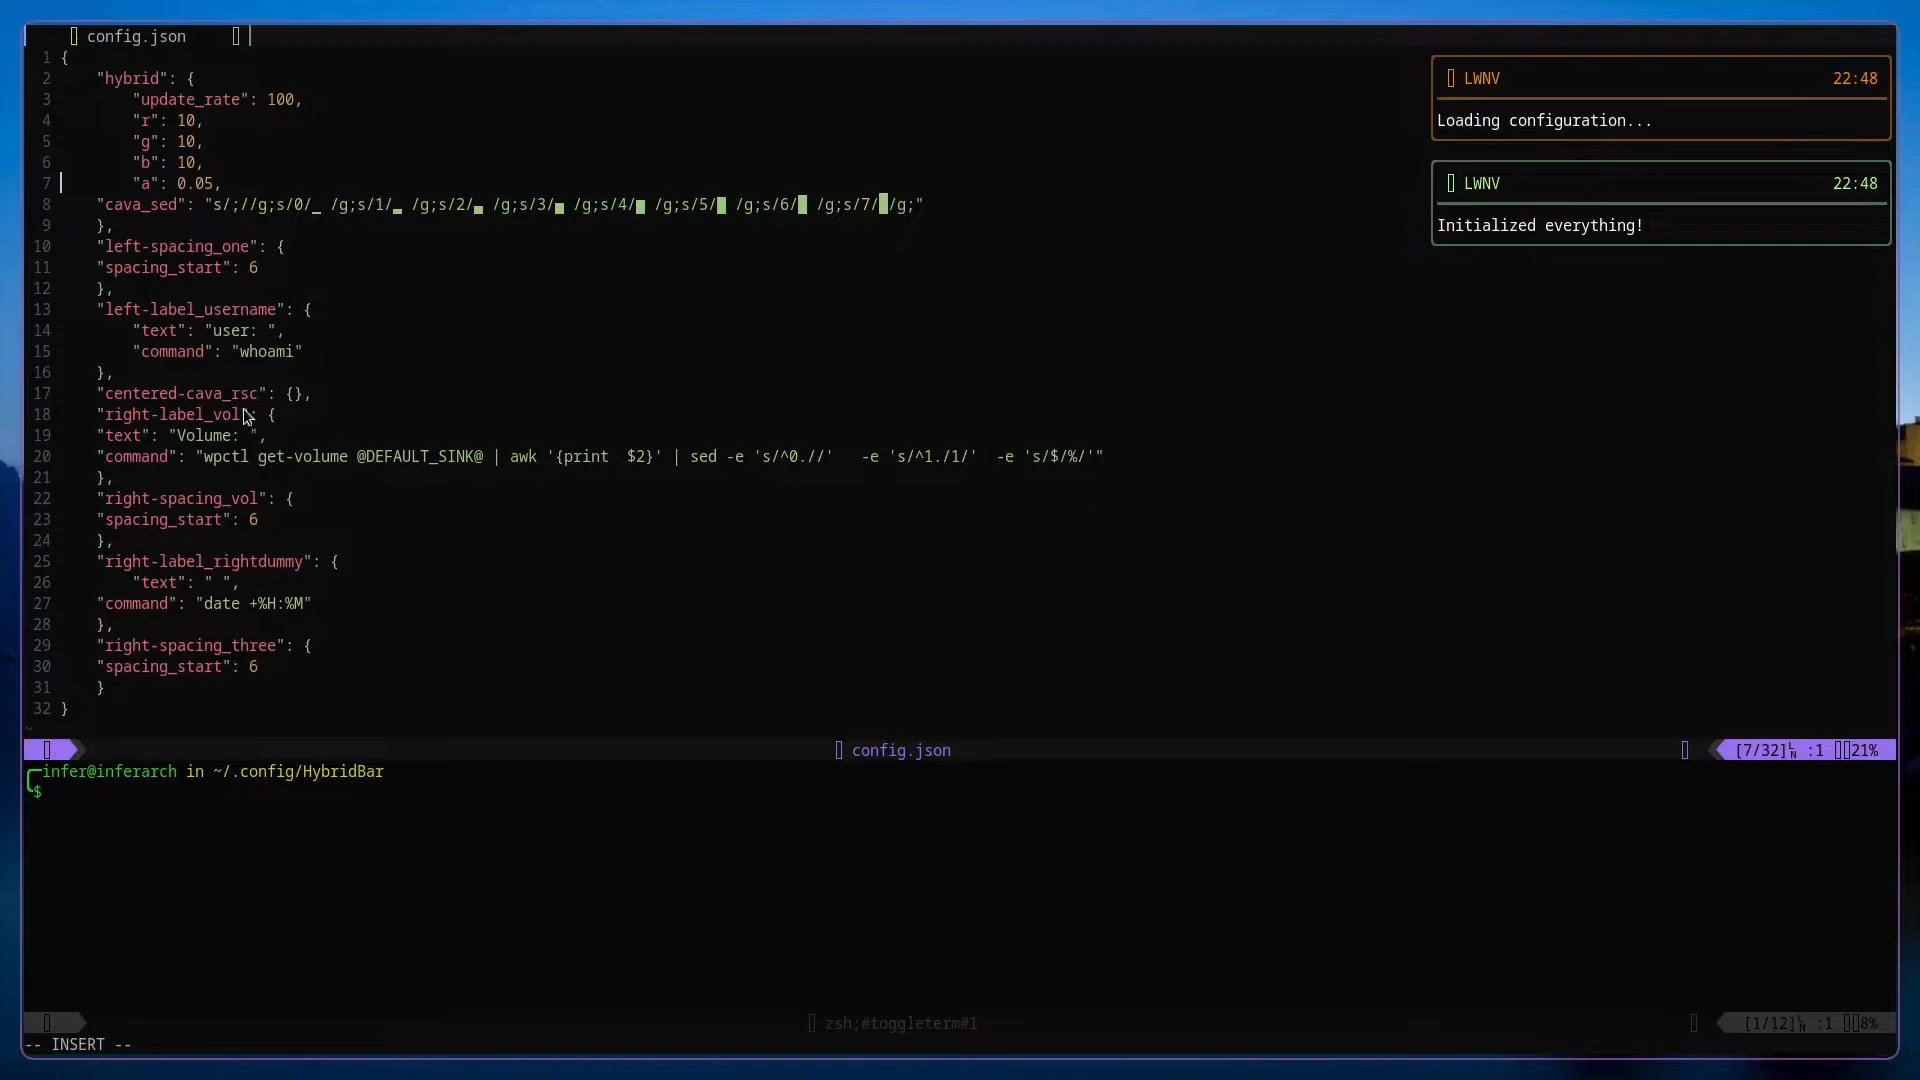 config.json
1 {
2     "hybrid": {
3         "update_rate": 100,
4         "r": 10,
5         "g": 10,
6         "b": 10,
7         "a": 0.05,
8     "cava_sed": "s/;//g;s/0/_ /g;s/1/▂ /g;s/2/▃ /g;s/3/▄ /g;s/4/▅ /g;s/5/▆ /g;s/6/▇ /g;s/7/█/g;"
9     },
10     "left-spacing_one": {
11     "spacing_start": 6
12     },
13     "left-label_username": {
14         "text": "user: ",
15         "command": "whoami"
16     },
17     "centered-cava_rsc": {},
18     "right-label_vol": {
19     "text": "Volume: ",
20     "command": "wpctl get-volume @DEFAULT_SINK@ | awk '{print  $2}' | sed -e 's/^0.//'   -e 's/^1./1/'  -e 's/$/%/'"
21     },
22     "right-spacing_vol": {
23     "spacing_start": 6
24     },
25     "right-label_rightdummy": {
26         "text": " ",
27     "command": "date +%H:%M"
28     },
29     "right-spacing_three": {
30     "spacing_start": 6
31     }
32 }
~
LWNV 22:48
Loading configuration...
LWNV 22:48
Initialized everything!
config.json [7/32] :1 21%
infer@inferarch in ~/.config/HybridBar
$
zsh;#toggleterm#1 [1/12] :1 8%
-- INSERT --